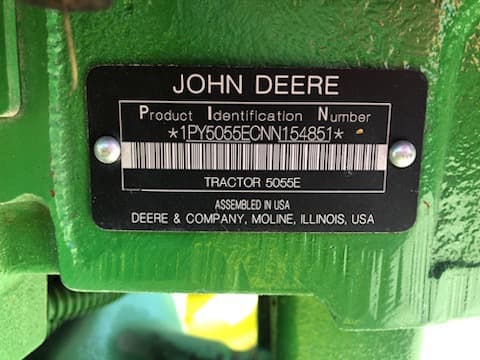 JOHN DEERE
Product Identification Number
*1PY5055ECNN154851*
TRACTOR 5055E
ASSEMBLED IN USA
DEERE & COMPANY, MOLINE, ILLINOIS, USA